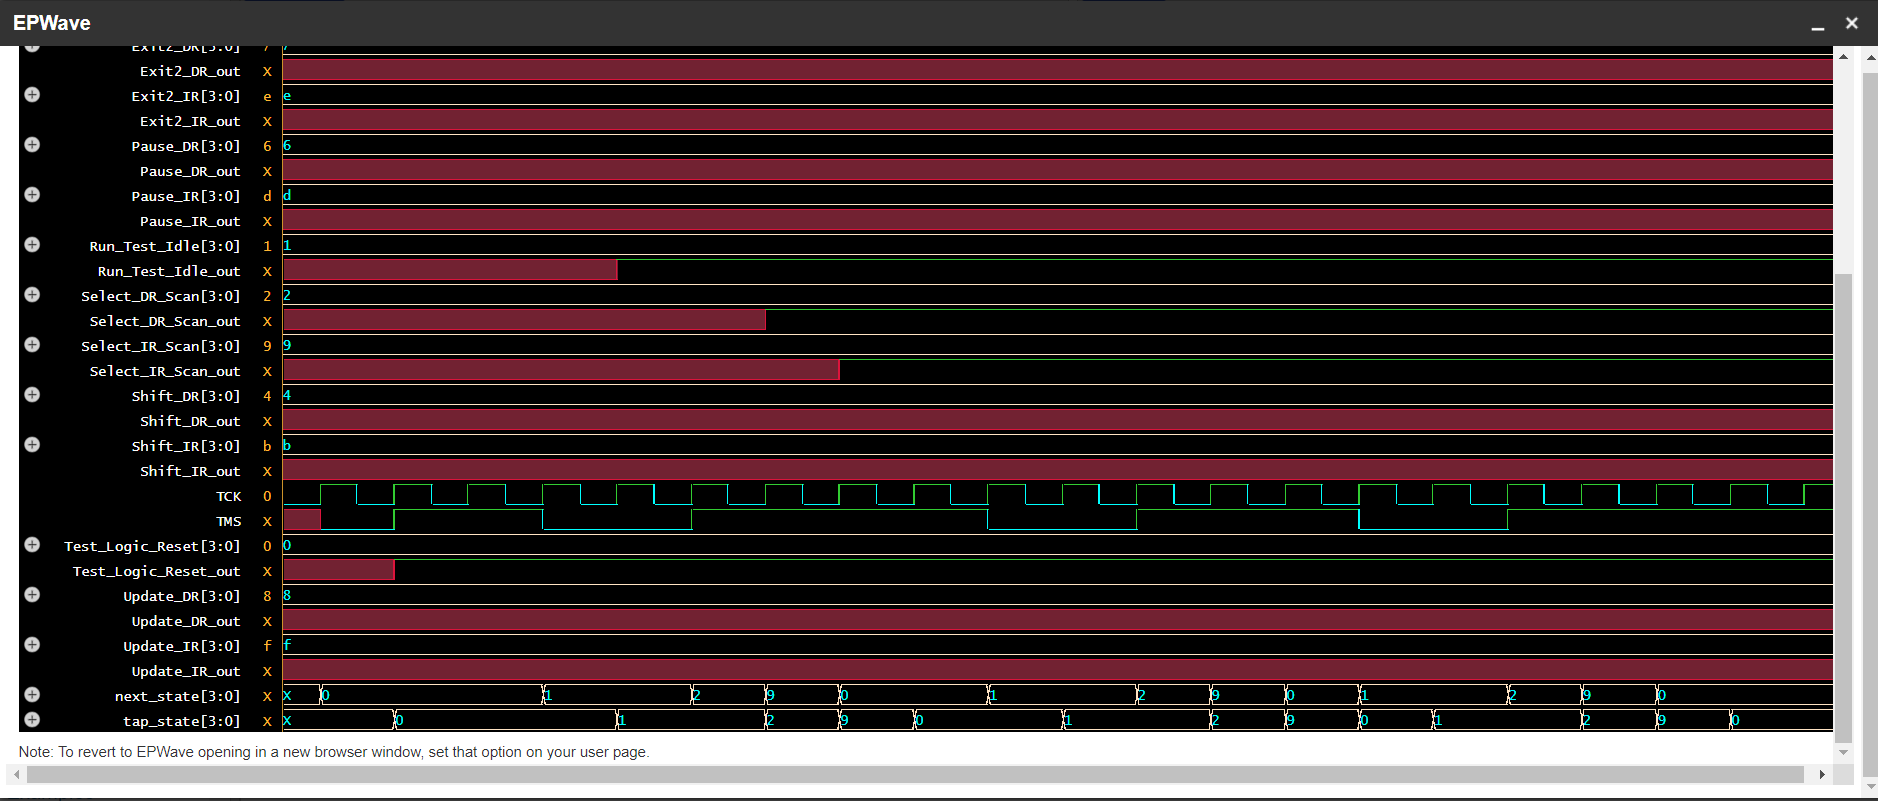 EPWave
Exit2_DR[3:0] 7 7
Exit2_DR_out X
Exit2_IR[3:0] e e
Exit2_IR_out X
Pause_DR[3:0] 6 6
Pause_DR_out X
Pause_IR[3:0] d d
Pause_IR_out X
Run_Test_Idle[3:0] 1 1
Run_Test_Idle_out X
Select_DR_Scan[3:0] 2 2
Select_DR_Scan_out X
Select_IR_Scan[3:0] 9 9
Select_IR_Scan_out X
Shift_DR[3:0] 4 4
Shift_DR_out X
Shift_IR[3:0] b b
Shift_IR_out X
TCK 0
TMS X
Test_Logic_Reset[3:0] 0 0
Test_Logic_Reset_out X
Update_DR[3:0] 8 8
Update_DR_out X
Update_IR[3:0] f f
Update_IR_out X
next_state[3:0] X X 0 1 2 9 0 1 2 9 0 1 2 9 0
tap_state[3:0] X X 0 1 2 9 0 1 2 9 0 1 2 9 0
Note: To revert to EPWave opening in a new browser window, set that option on your user page.